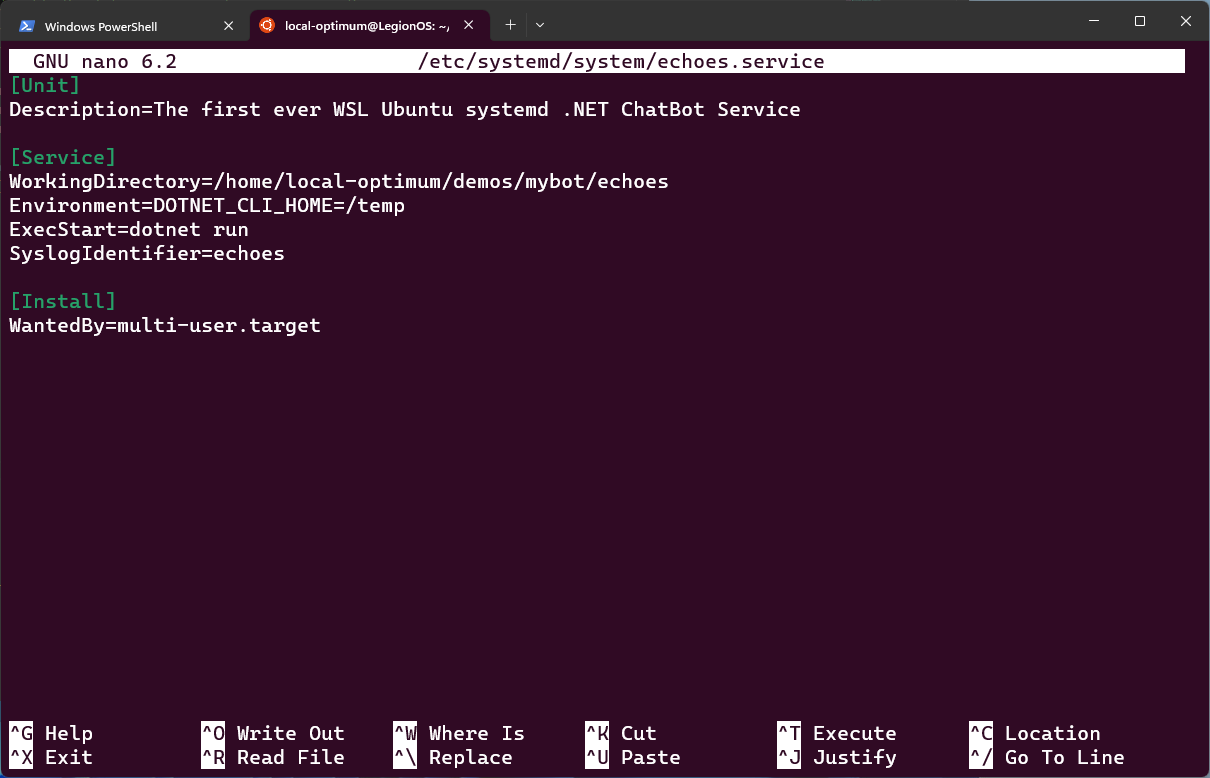 Windows PowerShell
local-optimum@LegionOS: ~,
GNU nano 6.2 /etc/systemd/system/echoes.service
[Unit]
Description=The first ever WSL Ubuntu systemd .NET ChatBot Service
[Service]
WorkingDirectory=/home/local-optimum/demos/mybot/echoes
Environment=DOTNET_CLI_HOME=/temp
ExecStart=dotnet run
SyslogIdentifier=echoes
[Install]
WantedBy=multi-user.target
^G Help ^O Write Out ^W Where Is ^K Cut ^T Execute ^C Location
^X Exit ^R Read File ^\ Replace ^U Paste ^J Justify ^/ Go To Line